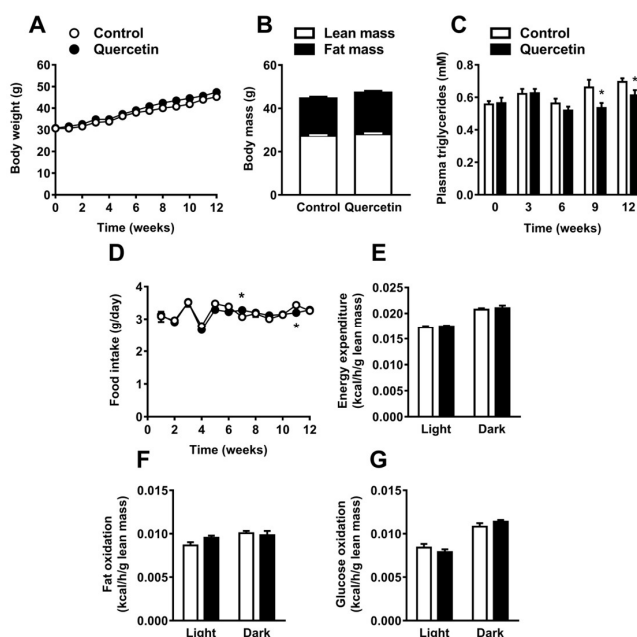 A
Control
Quercetin
Body weight (g)
60
50
40
30
20
10
0
0 2 4 6 8 10 12
Time (weeks)
B
Lean mass
Fat mass
Body mass (g)
60
40
20
0
Control Quercetin
C
Control
Quercetin
Plasma triglycerides (mM)
0.8
0.6
0.4
0.2
0.0
* *
0 3 6 9 12
Time (weeks)
D
Food intake (g/day)
4
3
2
1
0
*
*
0 2 4 6 8 10 12
Time (weeks)
E
Energy expenditure
(kcal/h/g lean mass)
0.025
0.020
0.015
0.010
0.005
0.000
Light Dark
F
Fat oxidation
(kcal/h/g lean mass)
0.015
0.010
0.005
0.000
Light Dark
G
Glucose oxidation
(kcal/h/g lean mass)
0.015
0.010
0.005
0.000
Light Dark